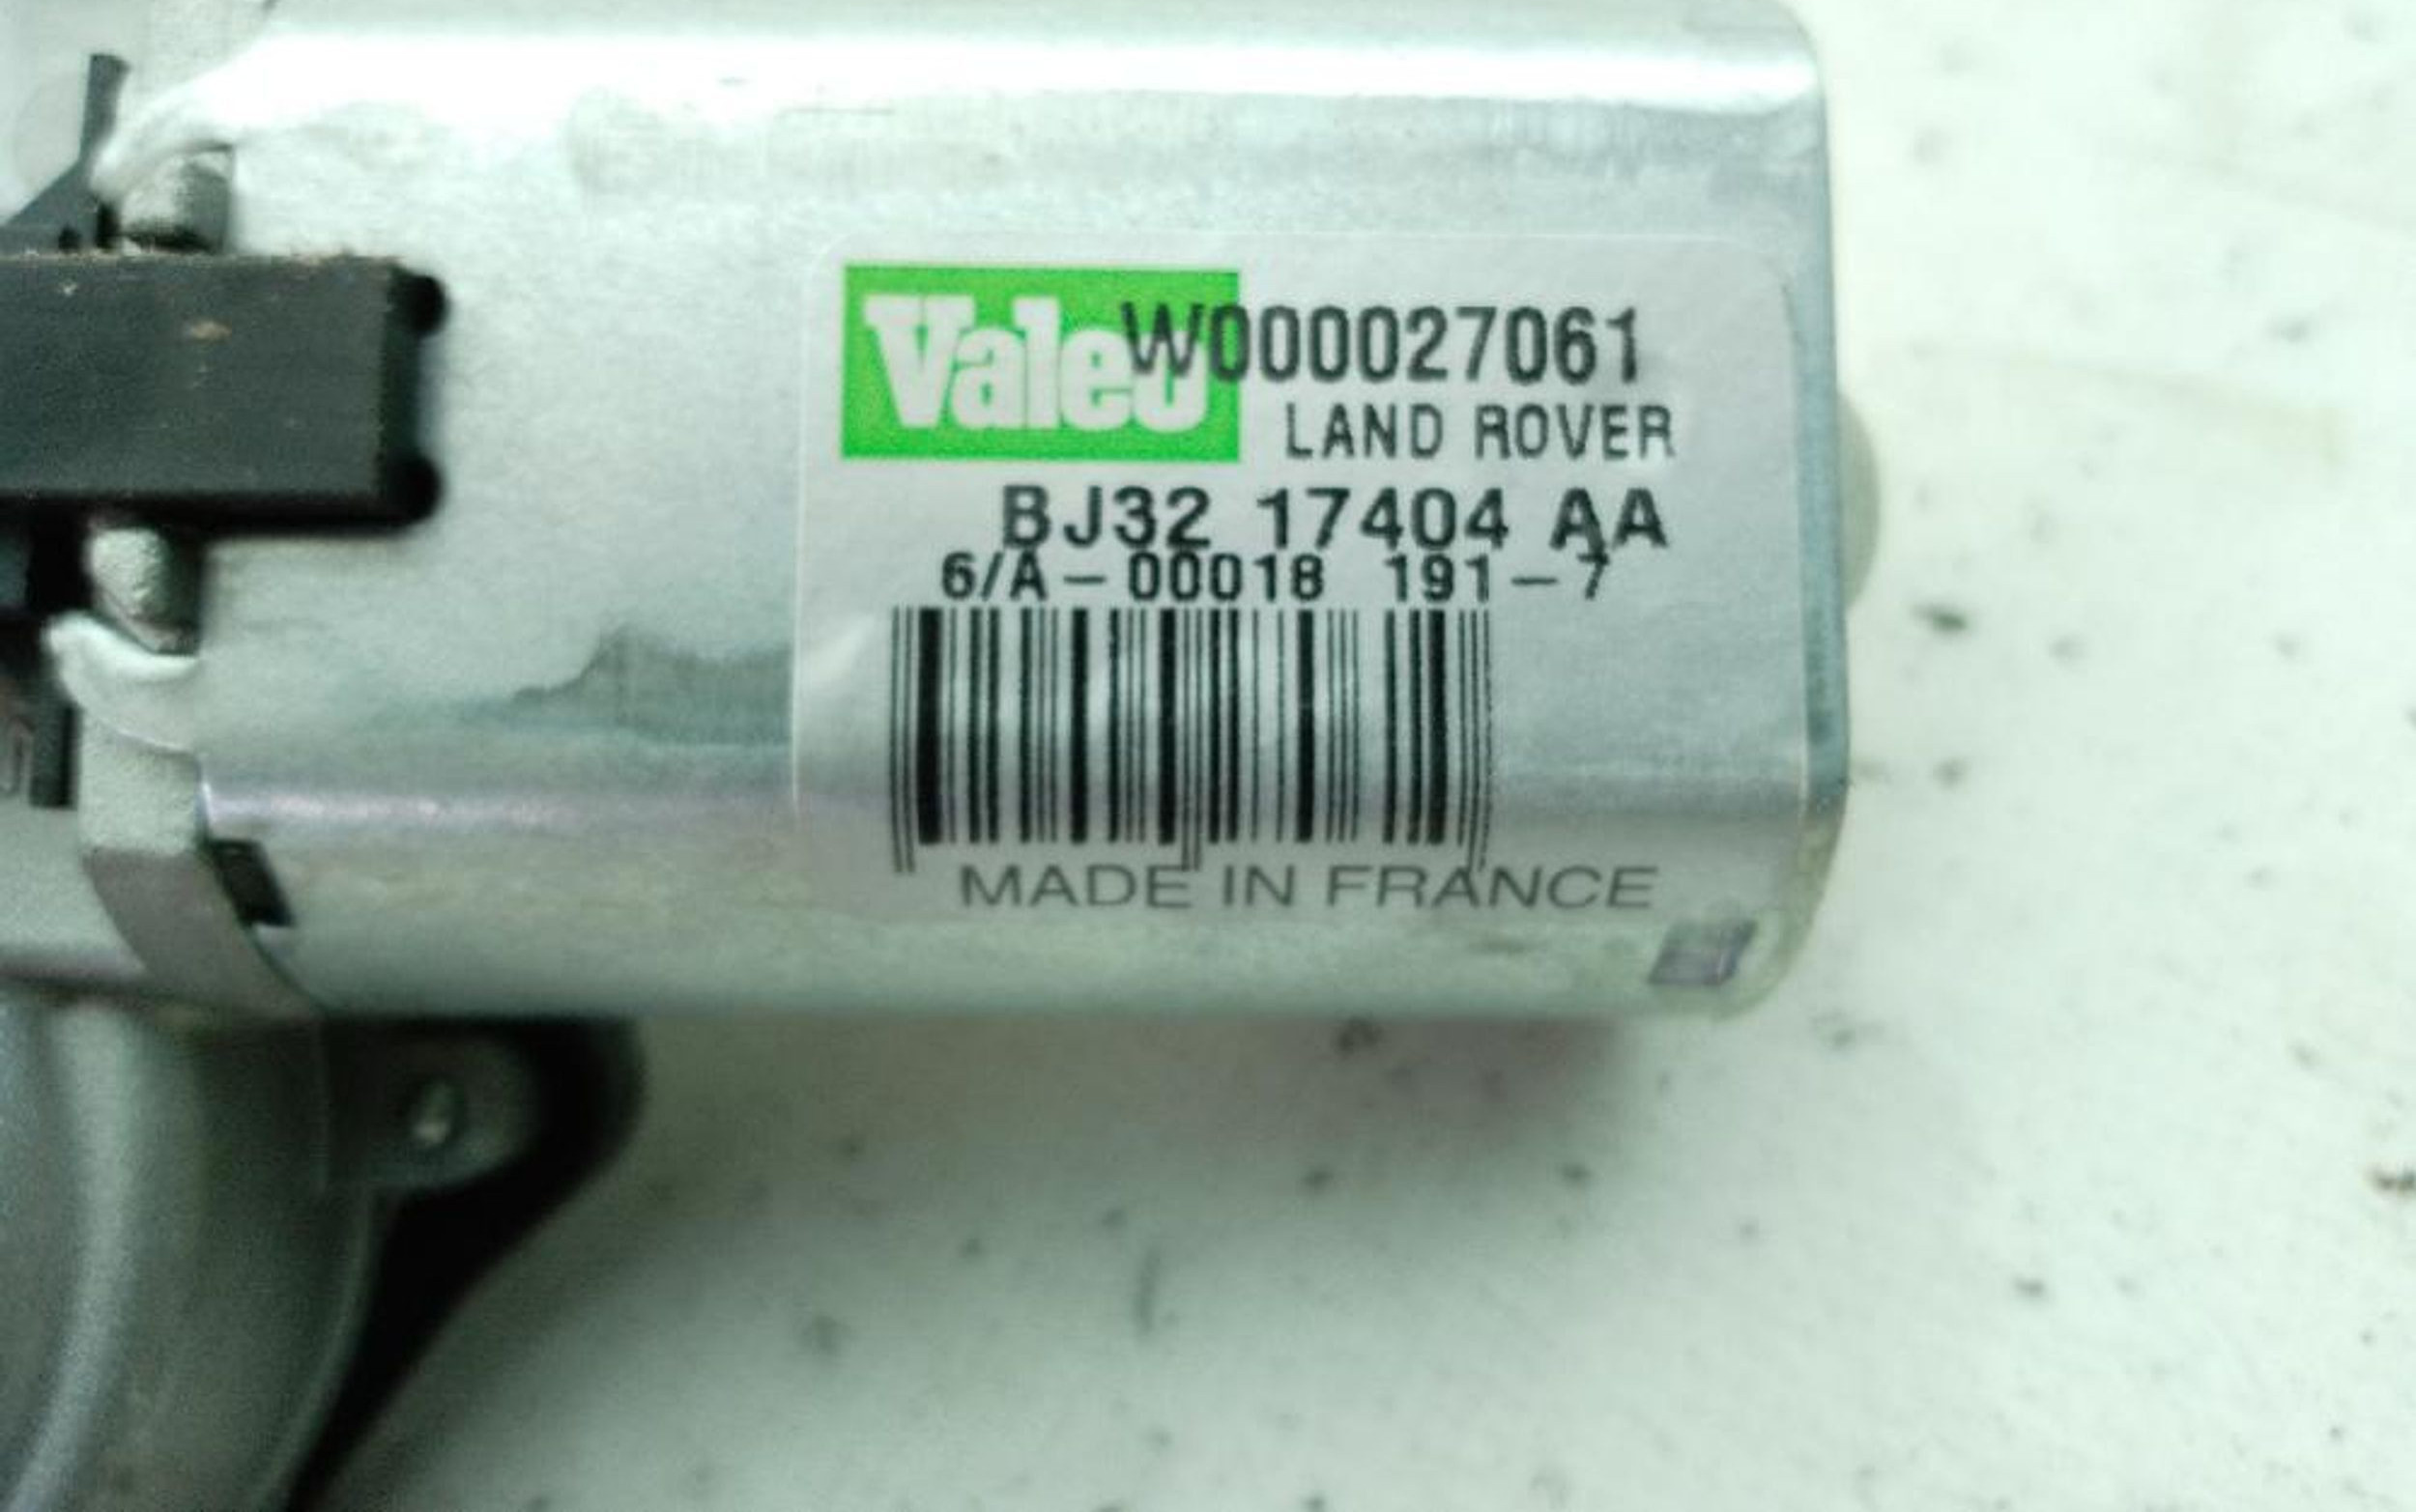 Valeo W000027061
LAND ROVER
BJ32 17404 AA
6/A-00018 191-7
MADE IN FRANCE